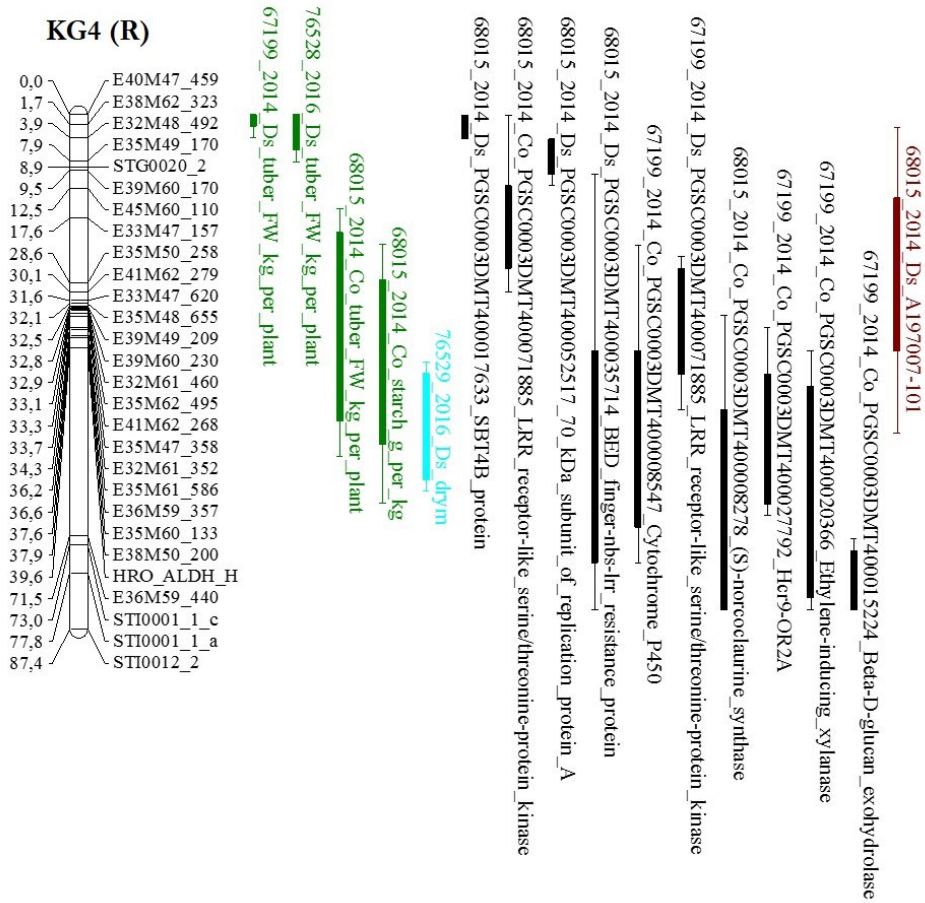 KG4 (R)
0,0 E40M47_459
1,7 E38M62_323
3,9 E32M48_492
7,9 E35M49_170
8,9 STG0020_2
9,5 E39M60_170
12,5 E45M60_110
17,6 E33M47_157
28,6 E35M50_258
30,1 E41M62_279
31,6 E33M47_620
32,1 E35M48_655
32,5 E39M49_209
32,8 E39M60_230
32,9 E32M61_460
33,1 E35M62_495
33,3 E41M62_268
33,7 E35M47_358
34,3 E32M61_352
36,2 E35M61_586
36,6 E36M59_357
37,6 E35M60_133
37,9 E38M50_200
39,6 HRO_ALDH_H
71,5 E36M59_440
73,0 STI0001_1_c
77,8 STI0001_1_a
87,4 STI0012_2
67199_2014_Ds_tuber_FW_kg_per_plant
76528_2016_Ds_tuber_FW_kg_per_plant
68015_2014_Co_tuber_FW_kg_per_plant
68015_2014_Co_starch_g_per_kg
76529_2016_Ds_drym
68015_2014_Ds_PGSC0003DMT400017633_SBT4B_protein
68015_2014_Co_PGSC0003DMT400071885_LRR_receptor-like_serine/threonine-protein_kinase
68015_2014_Ds_PGSC0003DMT400052517_70_kDa_subunit_of_replication_protein_A
68015_2014_Ds_PGSC0003DMT400035714_BED_finger-nbs-lrr_resistance_protein
67199_2014_Co_PGSC0003DMT400008547_Cytochrome_P450
67199_2014_Ds_PGSC0003DMT400071885_LRR_receptor-like_serine/threonine-protein_kinase
68015_2014_Co_PGSC0003DMT400008278_(S)-norcoclaurine_synthase
67199_2014_Co_PGSC0003DMT400027792_Hcr9-OR2A
67199_2014_Co_PGSC0003DMT400020366_Ethylene-inducing_xylanase
67199_2014_Co_PGSC0003DMT400015224_Beta-D-glucan_exohydrolase
68015_2014_Ds_A197007-101